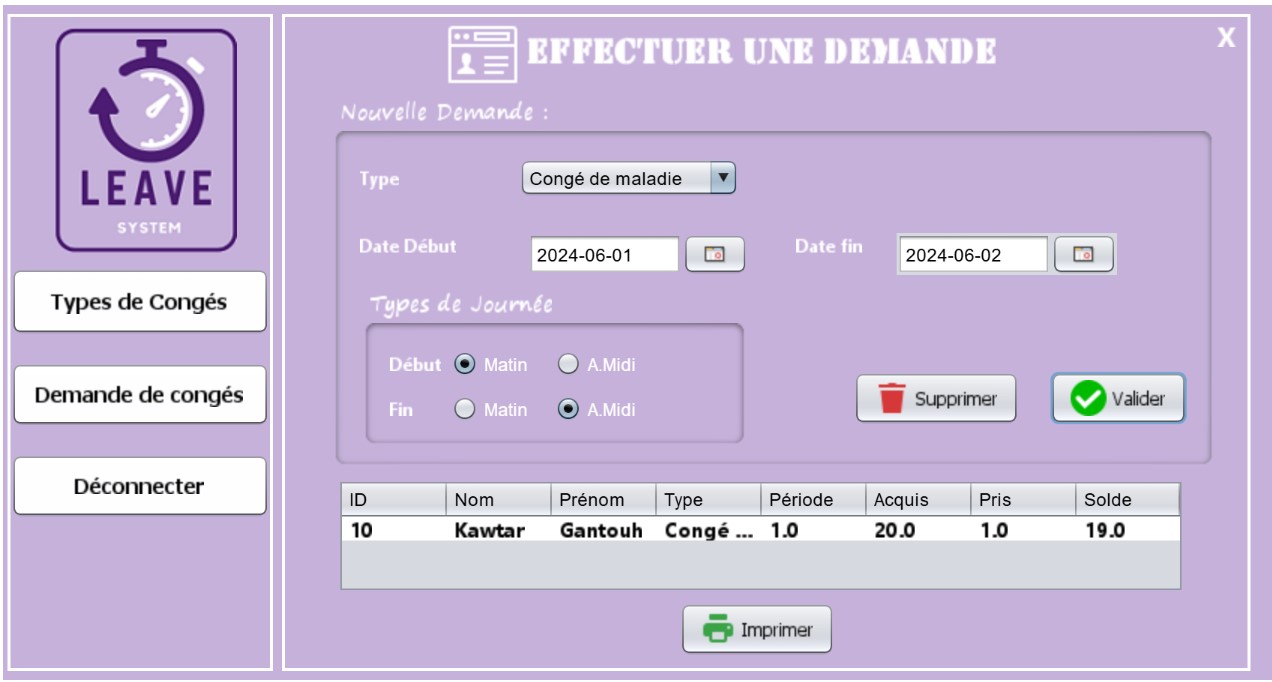 LEAVE
SYSTEM
Types de Congés
Demande de congés
Déconnecter
EFFECTUER UNE DEMANDE
X
Nouvelle Demande :
Type Congé de maladie
Date Début 2024-06-01 Date fin 2024-06-02
Types de Journée
Début Matin A.Midi
Fin Matin A.Midi
Supprimer Valider
ID Nom Prénom Type Période Acquis Pris Solde
10 Kawtar Gantouh Congé ... 1.0 20.0 1.0 19.0
Imprimer